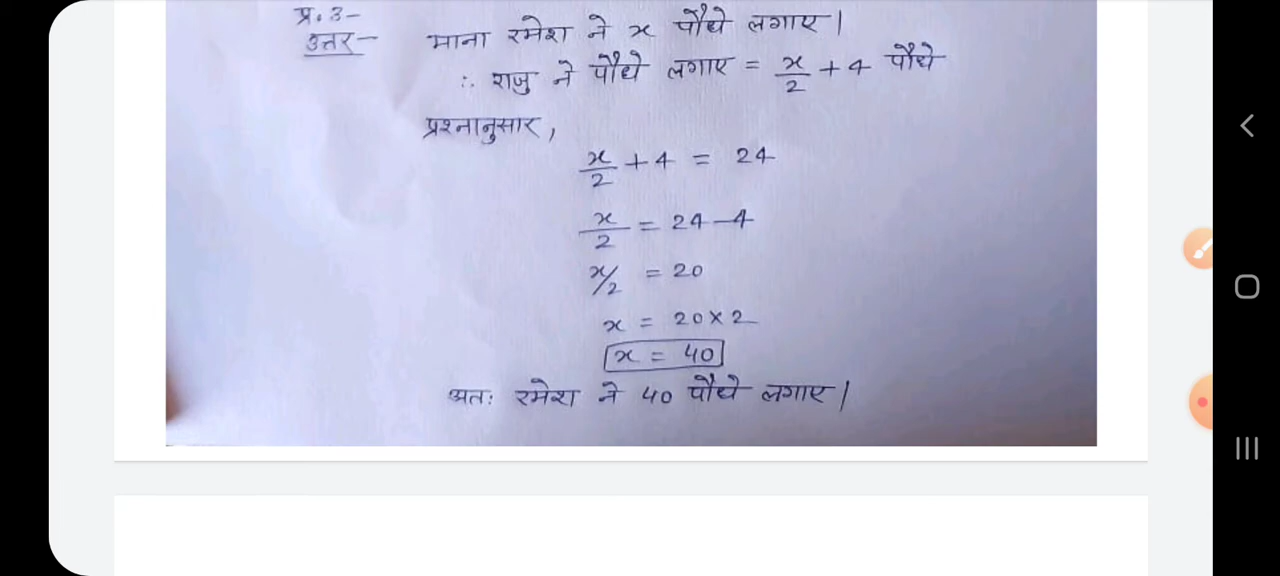 प्र.3-
उत्तर- माना रमेश ने x पौधे लगाए।
∴ राजु ने पौधे लगाए = x/2 + 4 पौधे
प्रश्नानुसार,
x/2 + 4 = 24
x/2 = 24 - 4
x/2 = 20
x = 20 × 2
x = 40
अतः रमेश ने 40 पौधे लगाए।